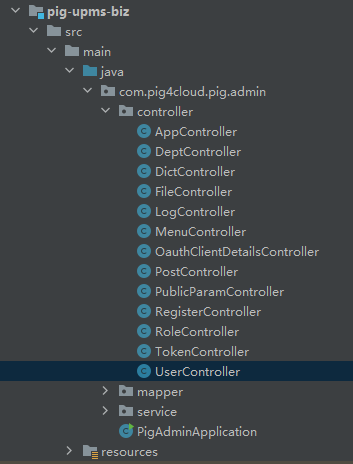 pig-upms-biz
src
main
java
com.pig4cloud.pig.admin
controller
AppController
DeptController
DictController
FileController
LogController
MenuController
OauthClientDetailsController
PostController
PublicParamController
RegisterController
RoleController
TokenController
UserController
mapper
service
PigAdminApplication
resources